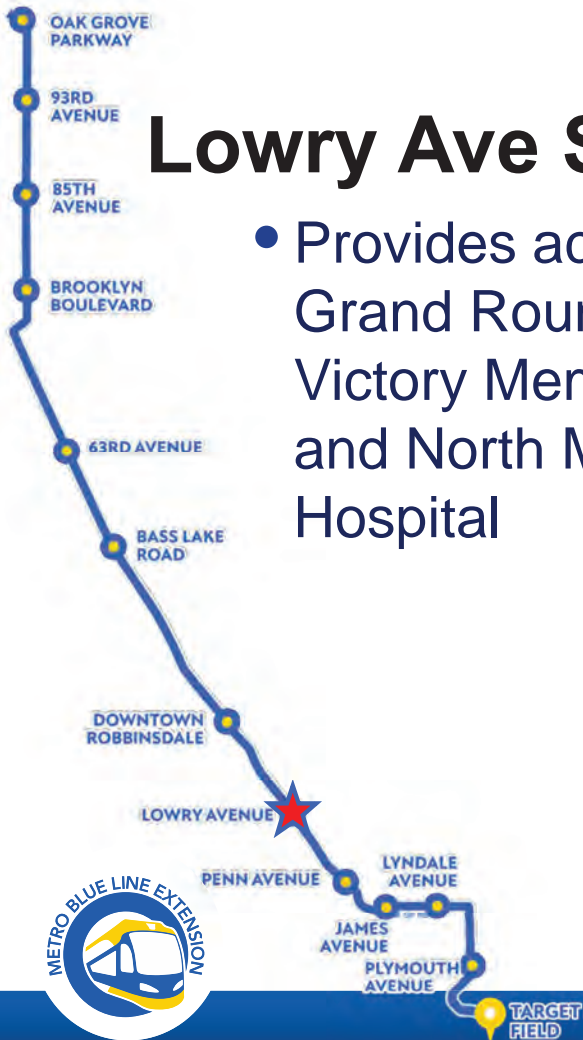 OAK GROVE
PARKWAY
93RD
AVENUE
Lowry Ave S
85TH
AVENUE
• Provides ac
Grand Roun
Victory Mer
and North M
Hospital
BROOKLYN
BOULEVARD
63RD AVENUE
BASS LAKE
ROAD
DOWNTOWN
ROBBINSDALE
LOWRY AVENUE
PENN AVENUE
LYNDALE
AVENUE
JAMES
AVENUE
PLYMOUTH
AVENUE
TARGET
FIELD
METRO BLUE LINE EXTENSION